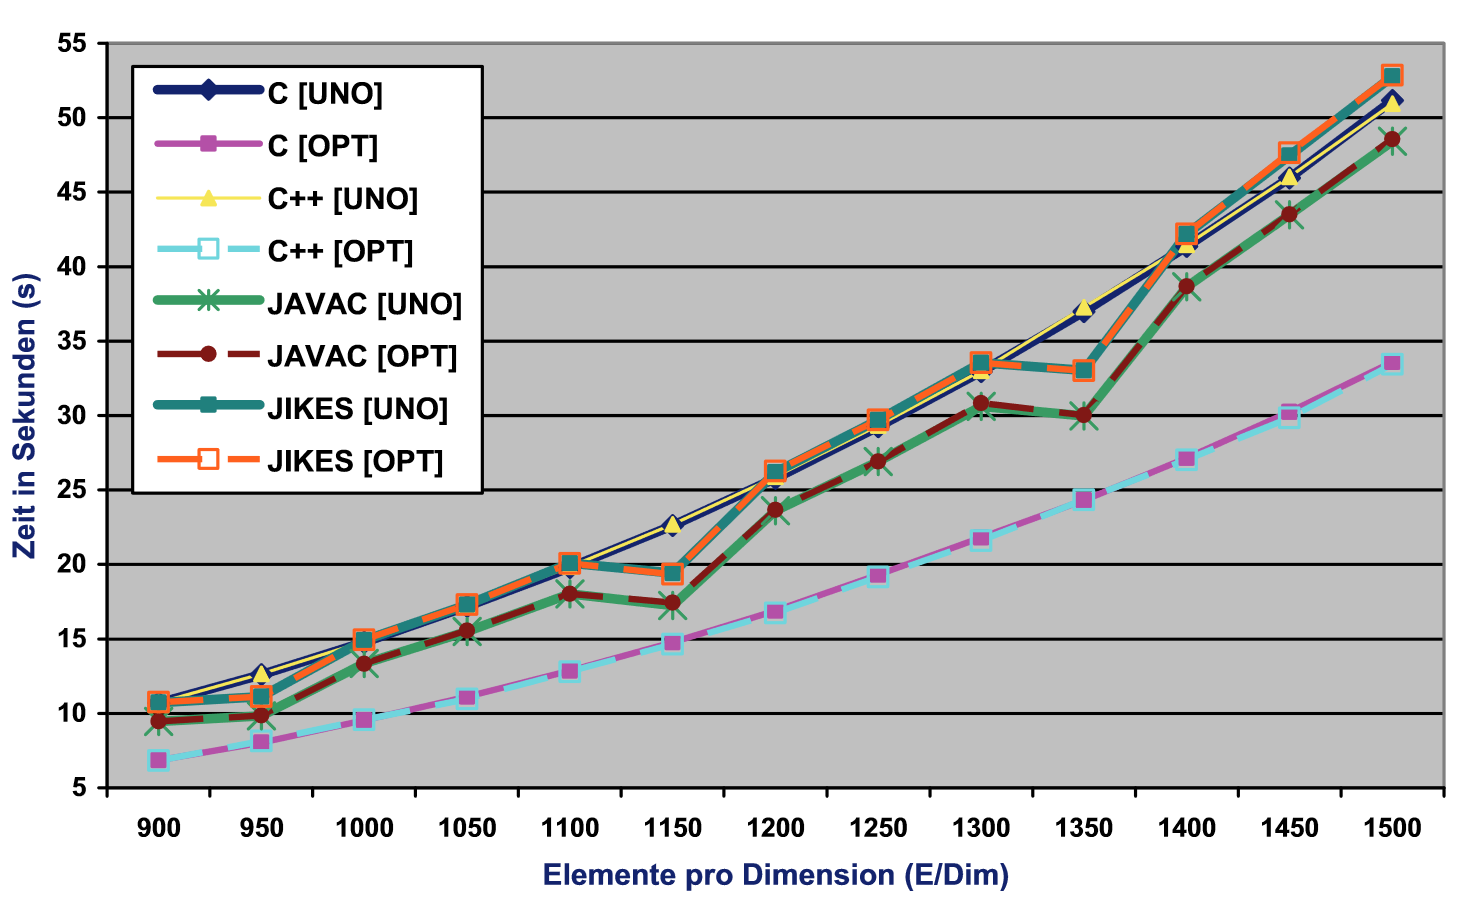 55
50
45
40
35
30
25
20
15
10
5
Zeit in Sekunden (s)
C [UNO]
C [OPT]
C++ [UNO]
C++ [OPT]
JAVAC [UNO]
JAVAC [OPT]
JIKES [UNO]
JIKES [OPT]
900 950 1000 1050 1100 1150 1200 1250 1300 1350 1400 1450 1500
Elemente pro Dimension (E/Dim)